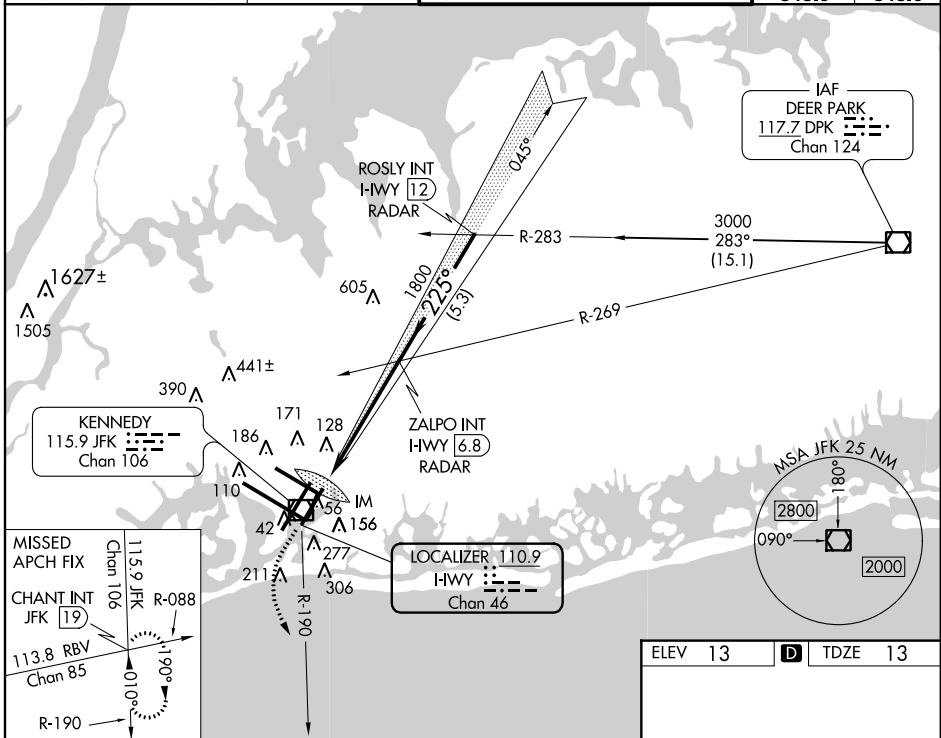 IAF
DEER PARK
117.7 DPK
Chan 124
ROSLY INT
I-IWY 12
RADAR
045°
R-283
3000
283°
(15.1)
1627±
1505
605
1800
225°
(5.3)
R-269
441±
390
KENNEDY
115.9 JFK
Chan 106
171
186
128
110
ZALPO INT
I-IWY 6.8
RADAR
MSA JFK 25 NM
180°
2800
090°
2000
56
IM
42
156
277
211
306
LOCALIZER 110.9
I-IWY
Chan 46
R-190
MISSED
APCH FIX
115.9 JFK
Chan 106
CHANT INT
JFK 19
R-088
113.8 RBV
Chan 85
190°
010°
R-190
ELEV 13
D
TDZE 13